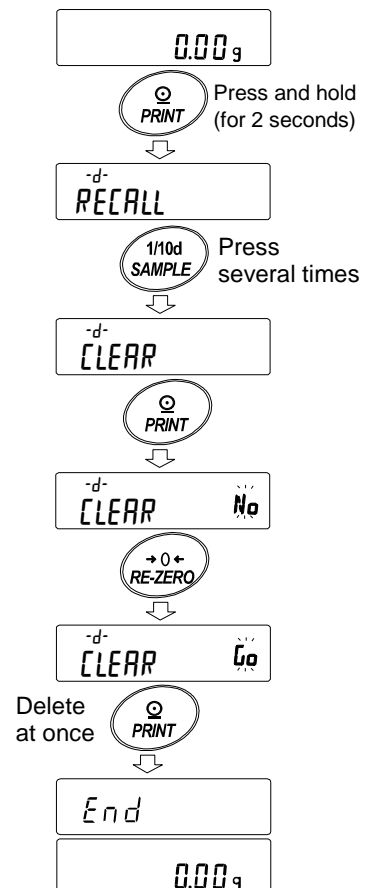 0.00 g
PRINT
Press and hold
(for 2 seconds)
-d-
RECALL
1/10d
SAMPLE
Press
several times
-d-
CLEAR
PRINT
-d-
CLEAR No
→0←
RE-ZERO
-d-
CLEAR Go
Delete
at once
PRINT
End
0.00 g